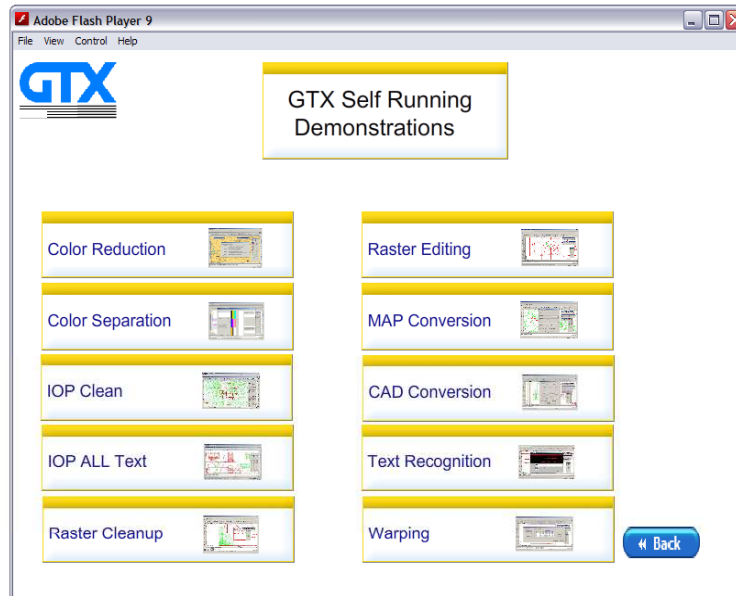 Adobe Flash Player 9
File View Control Help
GTX
GTX Self Running
Demonstrations
Color Reduction
Raster Editing
Color Separation
MAP Conversion
IOP Clean
CAD Conversion
IOP ALL Text
Text Recognition
Raster Cleanup
Warping
Back